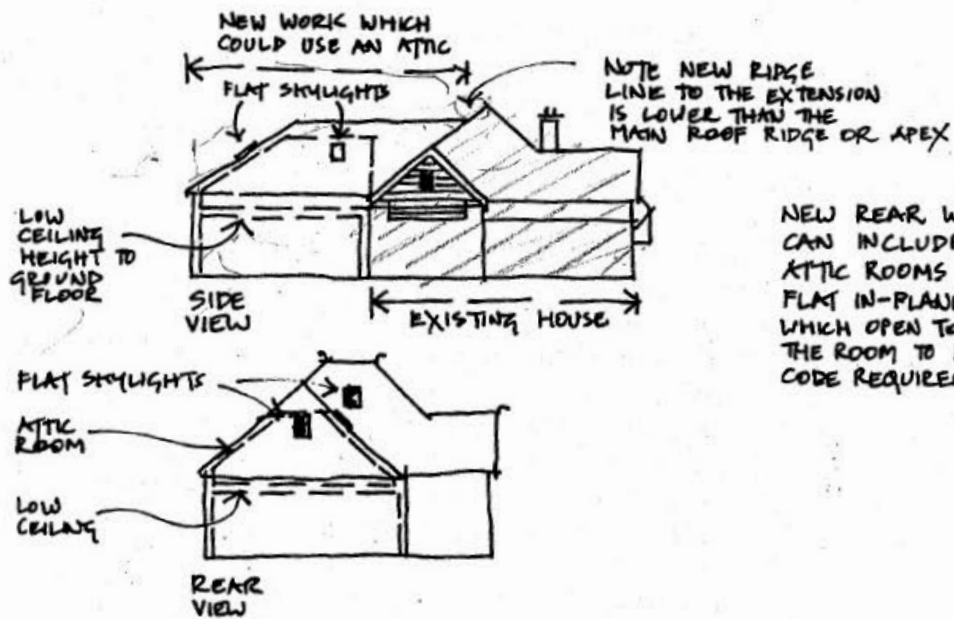 NEW WORK WHICH
COULD USE AN ATTIC
FLAT SKYLIGHTS
NOTE NEW RIDGE
LINE TO THE EXTENSION
IS LOWER THAN THE
MAIN ROOF RIDGE OR APEX
LOW
CEILING
HEIGHT TO
GROUND
FLOOR
SIDE
VIEW
EXISTING HOUSE
NEW REAR
CAN INCLUDE
ATTIC ROOMS
FLAT IN-PLAN
WHICH OPEN TO
THE ROOM TO
CODE REQUIRE
FLAT SKYLIGHTS
ATTIC
ROOM
LOW
CEILING
REAR
VIEW